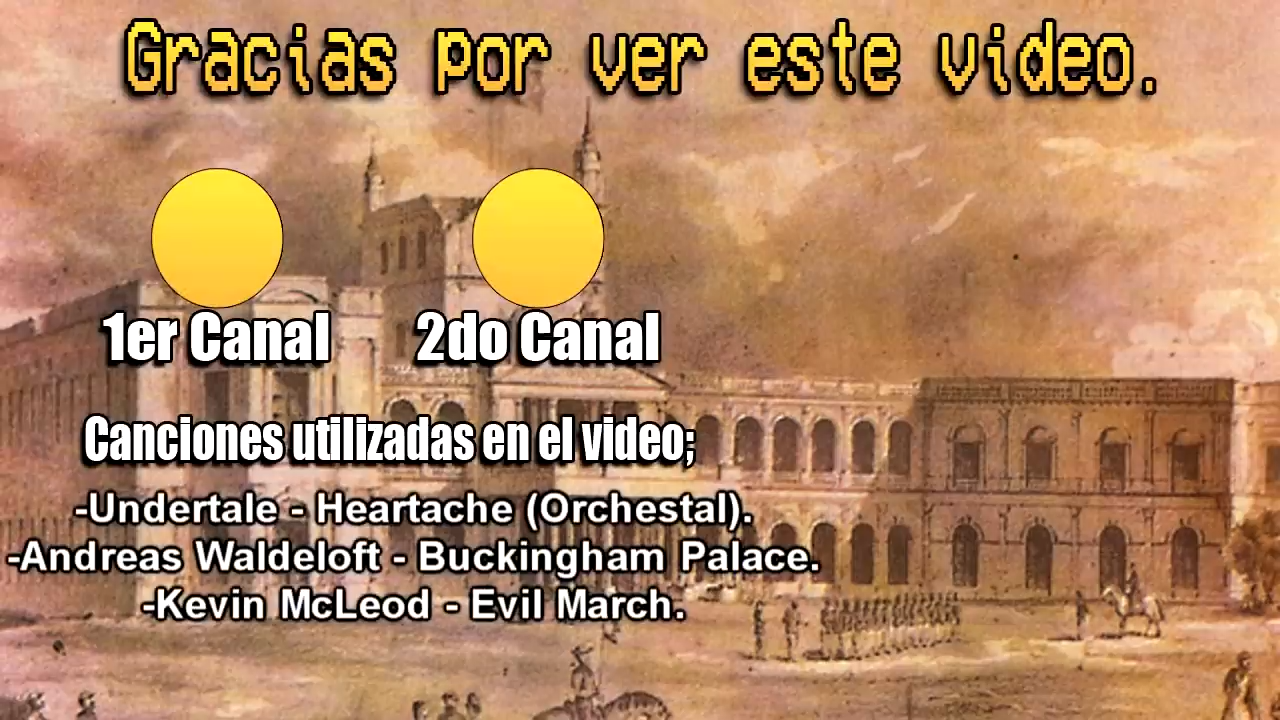 Gracias por ver este video.
1er Canal 2do Canal
Canciones utilizadas en el video;
-Undertale - Heartache (Orchestal).
-Andreas Waldeloft - Buckingham Palace.
-Kevin McLeod - Evil March.